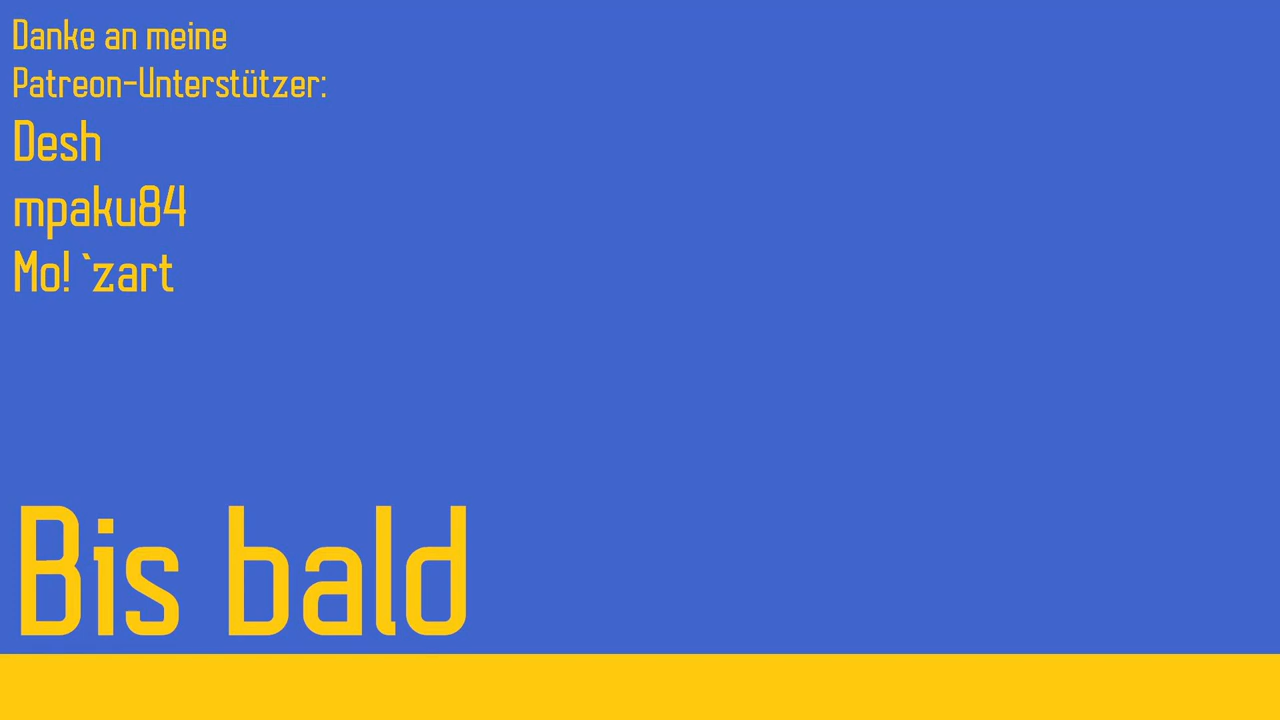 Danke an meine
Patreon-Unterstützer:
Desh
mpaku84
Mo! `zart
Bis bald